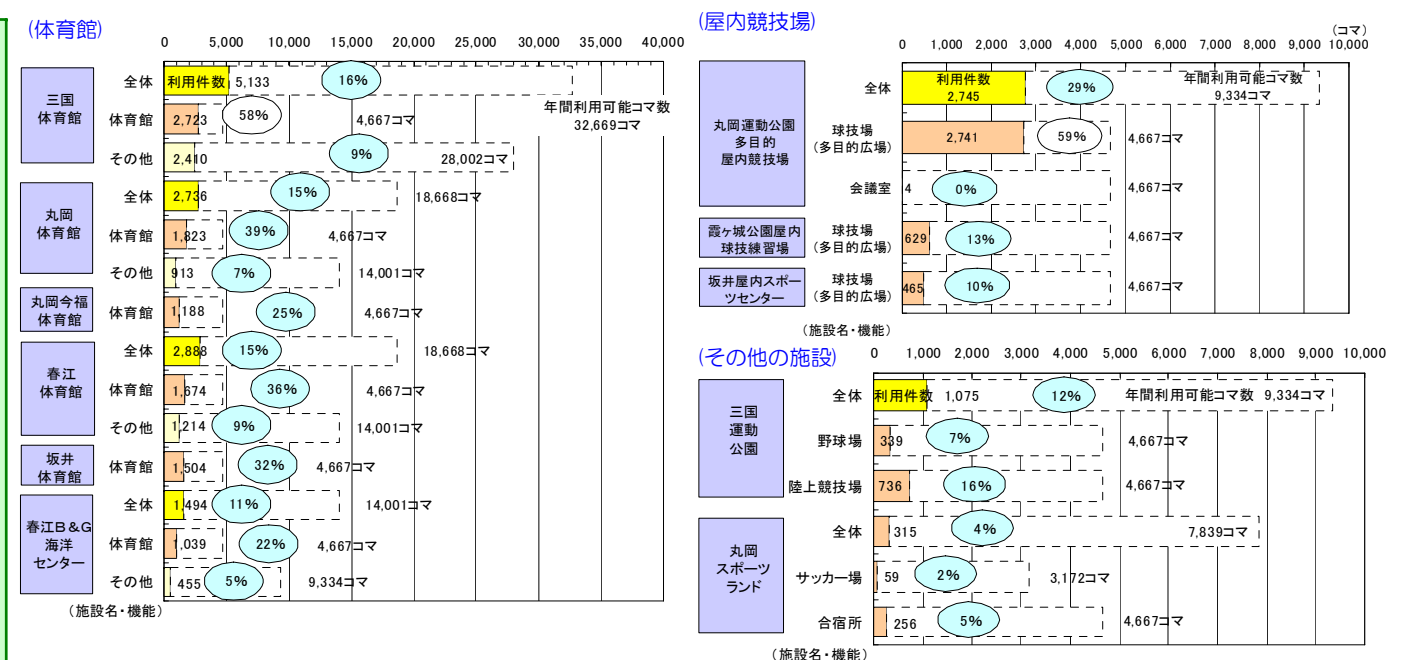 (体育館)
0 5,000 10,000 15,000 20,000 25,000 30,000 35,000 40,000
三国
体育館
全体 利用件数 5,133 16%
年間利用可能コマ数
32,669コマ
体育館 2,723 58% 4,667コマ
その他 2,410 9% 28,002コマ
丸岡
体育館
全体 2,736 15% 18,668コマ
体育館 1,823 39% 4,667コマ
その他 913 7% 14,001コマ
丸岡今福
体育館
体育館 1,188 25% 4,667コマ
春江
体育館
全体 2,888 15% 18,668コマ
体育館 1,674 36% 4,667コマ
その他 1,214 9% 14,001コマ
坂井
体育館
体育館 1,504 32% 4,667コマ
春江B&G
海洋
センター
全体 1,494 11% 14,001コマ
体育館 1,039 22% 4,667コマ
その他 455 5% 9,334コマ
(施設名・機能)
(屋内競技場)
(コマ)
0 1,000 2,000 3,000 4,000 5,000 6,000 7,000 8,000 9,000 10,000
丸岡運動公園
多目的
屋内競技場
全体
利用件数
2,745
29%
年間利用可能コマ数
9,334コマ
球技場
(多目的広場)
2,741 59% 4,667コマ
会議室 4 0% 4,667コマ
霞ヶ城公園屋内
球技練習場
球技場
(多目的広場)
629 13% 4,667コマ
坂井屋内スポー
ツセンター
球技場
(多目的広場)
465 10% 4,667コマ
(施設名・機能)
(その他の施設)
0 1,000 2,000 3,000 4,000 5,000 6,000 7,000 8,000 9,000 10,000
三国
運動
公園
全体 利用件数 1,075 12% 年間利用可能コマ数 9,334コマ
野球場 339 7% 4,667コマ
陸上競技場 736 16% 4,667コマ
丸岡
スポーツ
ランド
全体 315 4% 7,839コマ
サッカー場 59 2% 3,172コマ
合宿所 256 5% 4,667コマ
(施設名・機能)